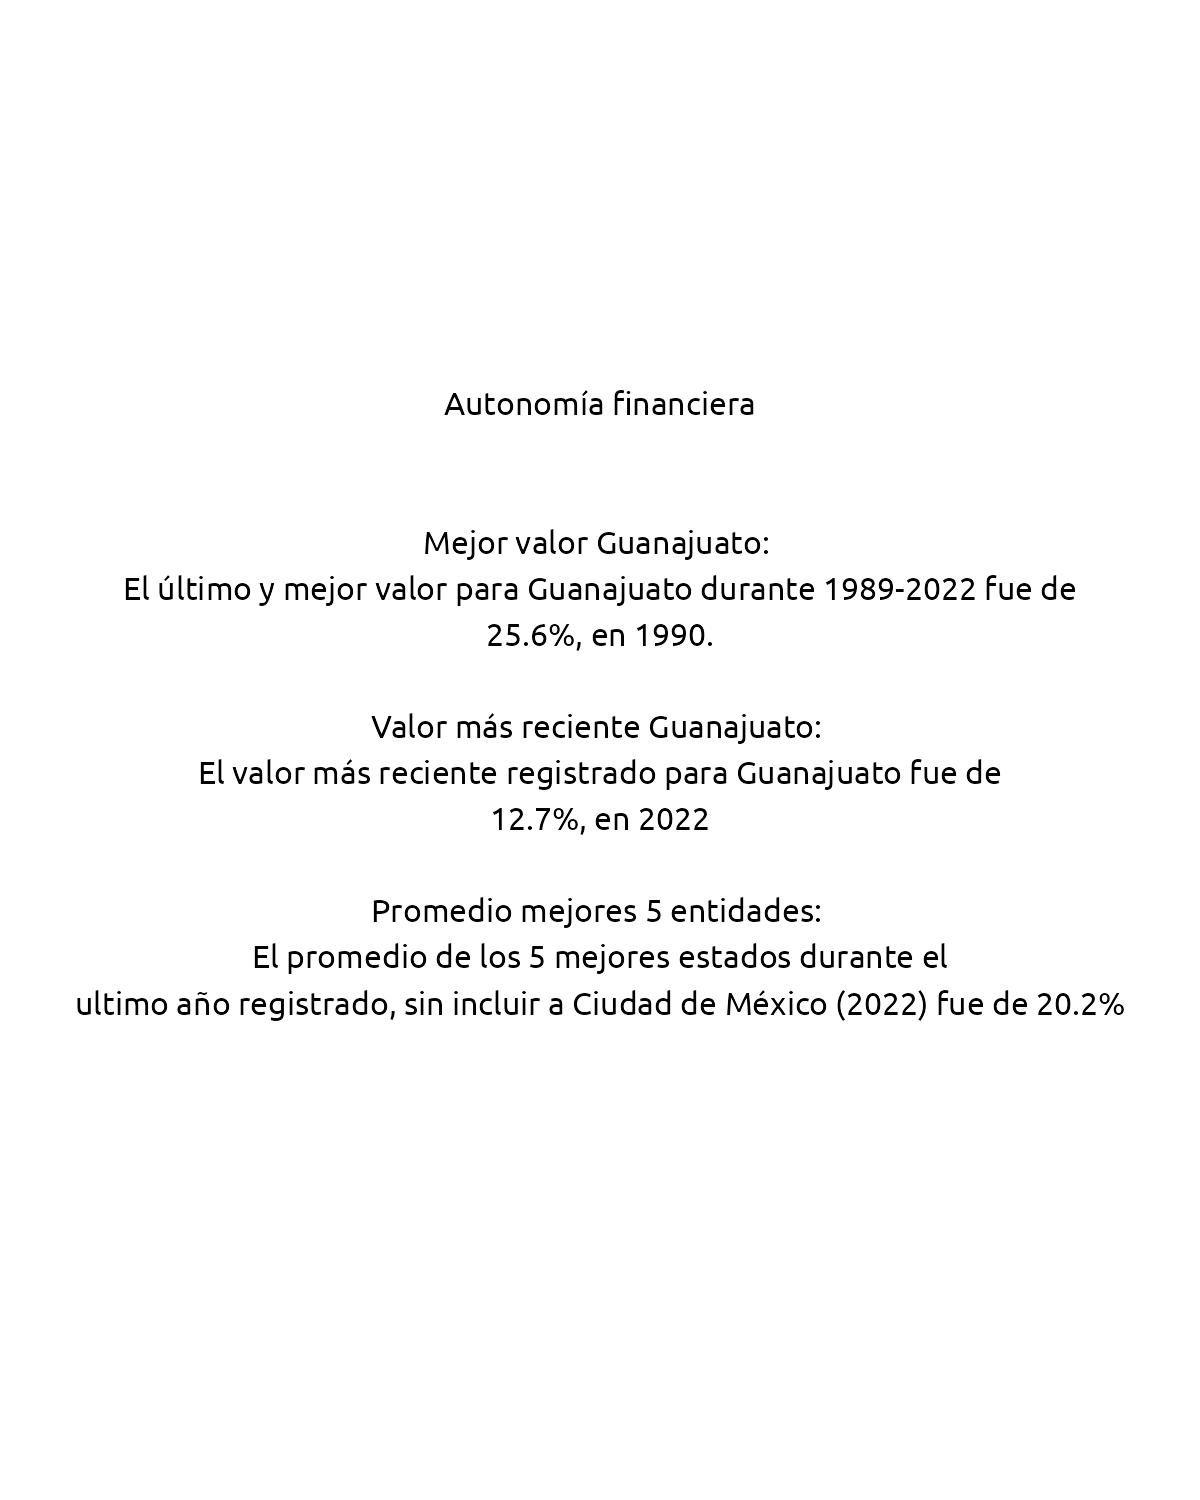 Autonomía financiera
Mejor valor Guanajuato:
El último y mejor valor para Guanajuato durante 1989-2022 fue de
25.6%, en 1990.
Valor más reciente Guanajuato:
El valor más reciente registrado para Guanajuato fue de
12.7%, en 2022
Promedio mejores 5 entidades:
El promedio de los 5 mejores estados durante el
ultimo año registrado, sin incluir a Ciudad de México (2022) fue de 20.2%